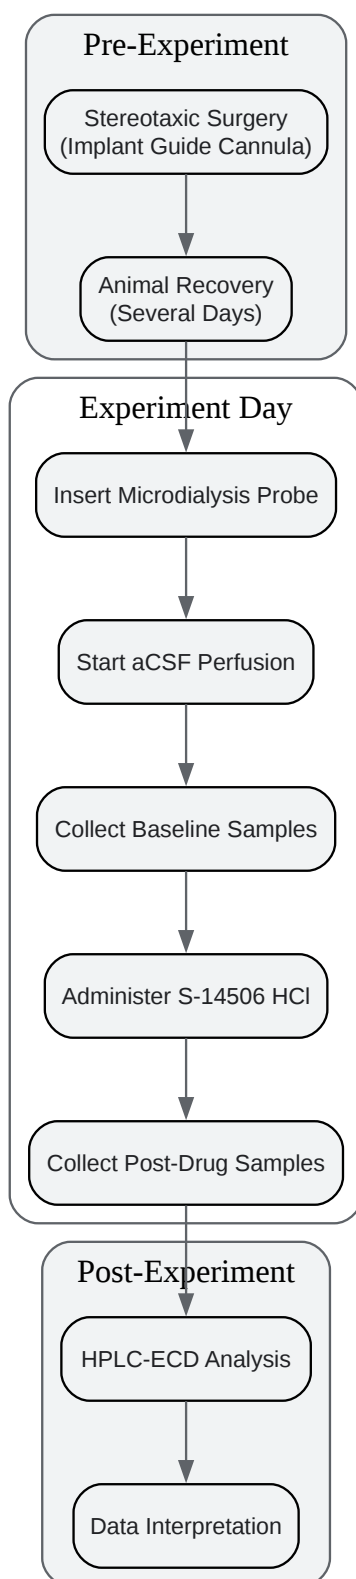 Pre-Experiment
Stereotaxic Surgery
(Implant Guide Cannula)
Animal Recovery
(Several Days)
Experiment Day
Insert Microdialysis Probe
Start aCSF Perfusion
Collect Baseline Samples
Administer S-14506 HCl
Collect Post-Drug Samples
Post-Experiment
HPLC-ECD Analysis
Data Interpretation